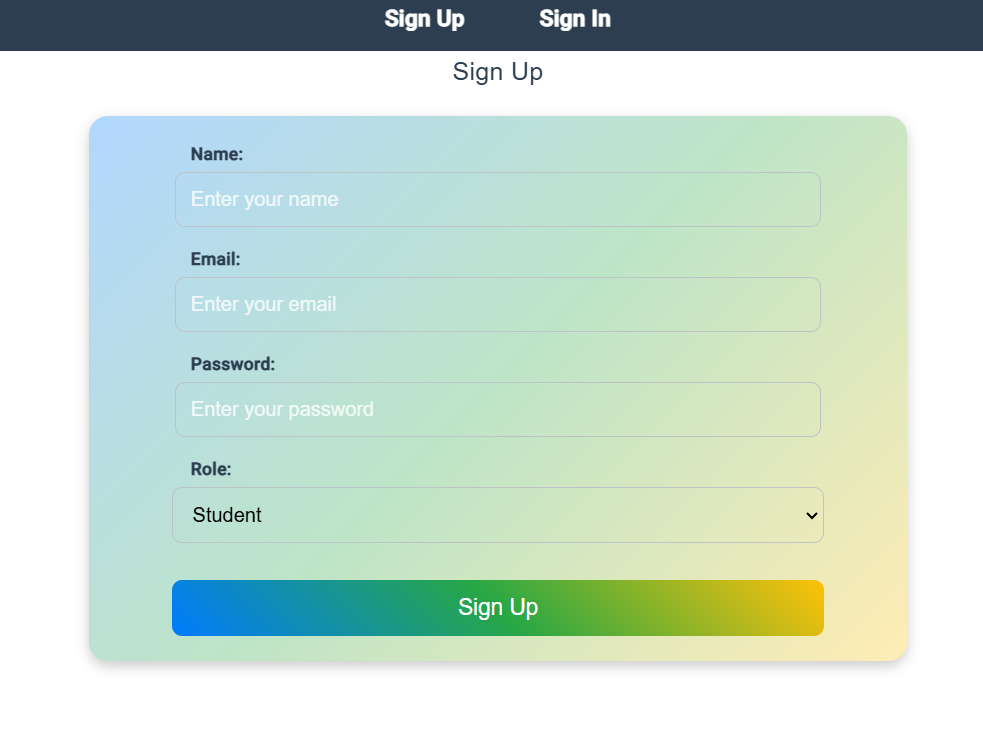 Sign Up Sign In
Sign Up
Name:
Enter your name
Email:
Enter your email
Password:
Enter your password
Role:
Student
Sign Up